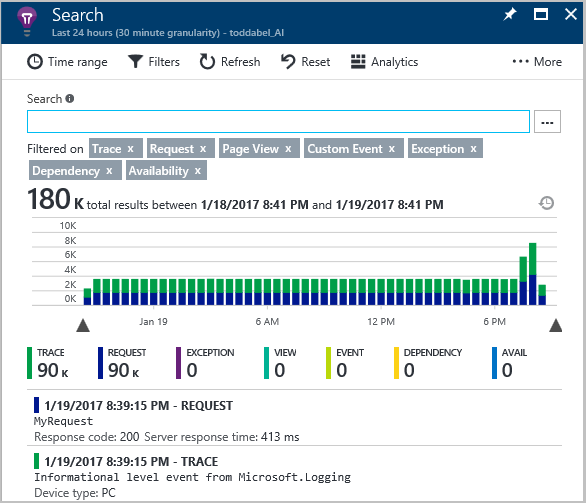 Search
Last 24 hours (30 minute granularity) - toddabel_AI
Time range Filters Refresh Reset Analytics ••• More
Search
...
Filtered on Trace x Request x Page View x Custom Event x Exception x
Dependency x Availability x
180 K total results between 1/18/2017 8:41 PM and 1/19/2017 8:41 PM
10K
8K
6K
4K
2K
0K
Jan 19 6 AM 12 PM 6 PM
TRACE REQUEST EXCEPTION VIEW EVENT DEPENDENCY AVAIL
90 K 90 K 0 0 0 0 0
1/19/2017 8:39:15 PM - REQUEST
MyRequest
Response code: 200 Server response time: 413 ms
1/19/2017 8:39:15 PM - TRACE
Informational level event from Microsoft.Logging
Device type: PC